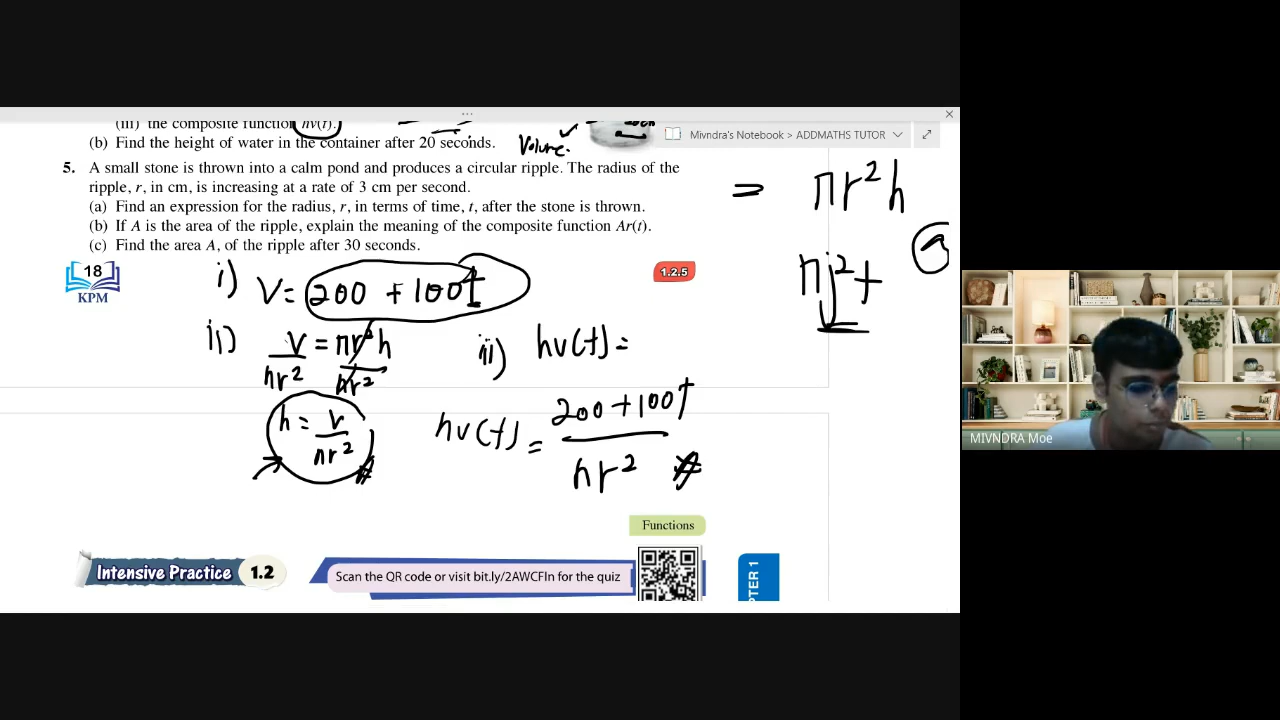 (iii) the composite function hv(t).
(b) Find the height of water in the container after 20 seconds.
Volume.
Mivndra's Notebook > ADDMATHS TUTOR
5. A small stone is thrown into a calm pond and produces a circular ripple. The radius of the
ripple, r, in cm, is increasing at a rate of 3 cm per second.
(a) Find an expression for the radius, r, in terms of time, t, after the stone is thrown.
(b) If A is the area of the ripple, explain the meaning of the composite function Ar(t).
(c) Find the area A, of the ripple after 30 seconds.
= πr²h
πj²t
18
KPM
1.2.5
i) V = 200 + 100t
ii) V/πr² = πr²h/πr²
h = V/πr²
iii) hv(t) =
hv(t) = 200 + 100t / πr²
MIVNDRA Moe
Functions
Intensive Practice 1.2
Scan the QR code or visit bit.ly/2AWCFIn for the quiz
PTER 1